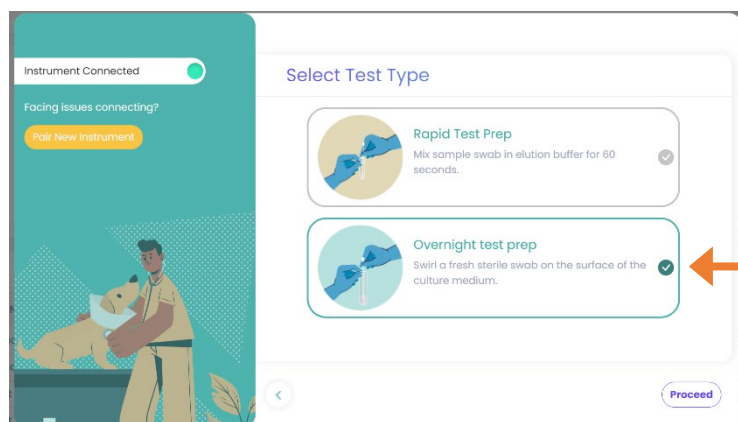 Instrument Connected
Facing issues connecting?
Pair New Instrument
Select Test Type
Rapid Test Prep
Mix sample swab in elution buffer for 60
seconds.
Overnight test prep
Swirl a fresh sterile swab on the surface of the
culture medium.
Proceed